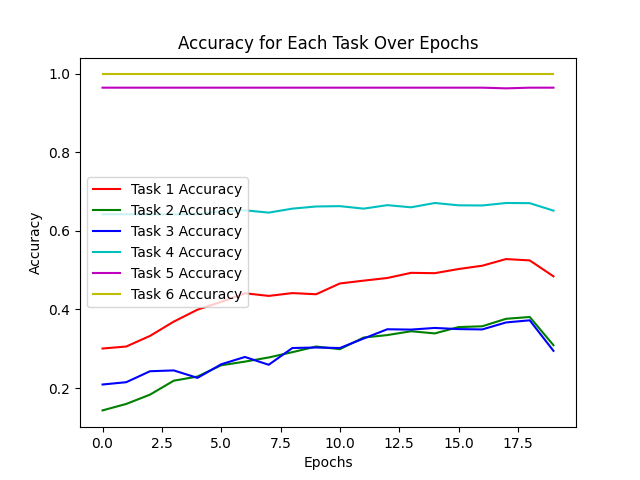 Accuracy for Each Task Over Epochs
1.0
0.8
0.6
0.4
0.2
Accuracy
Task 1 Accuracy
Task 2 Accuracy
Task 3 Accuracy
Task 4 Accuracy
Task 5 Accuracy
Task 6 Accuracy
0.0 2.5 5.0 7.5 10.0 12.5 15.0 17.5
Epochs